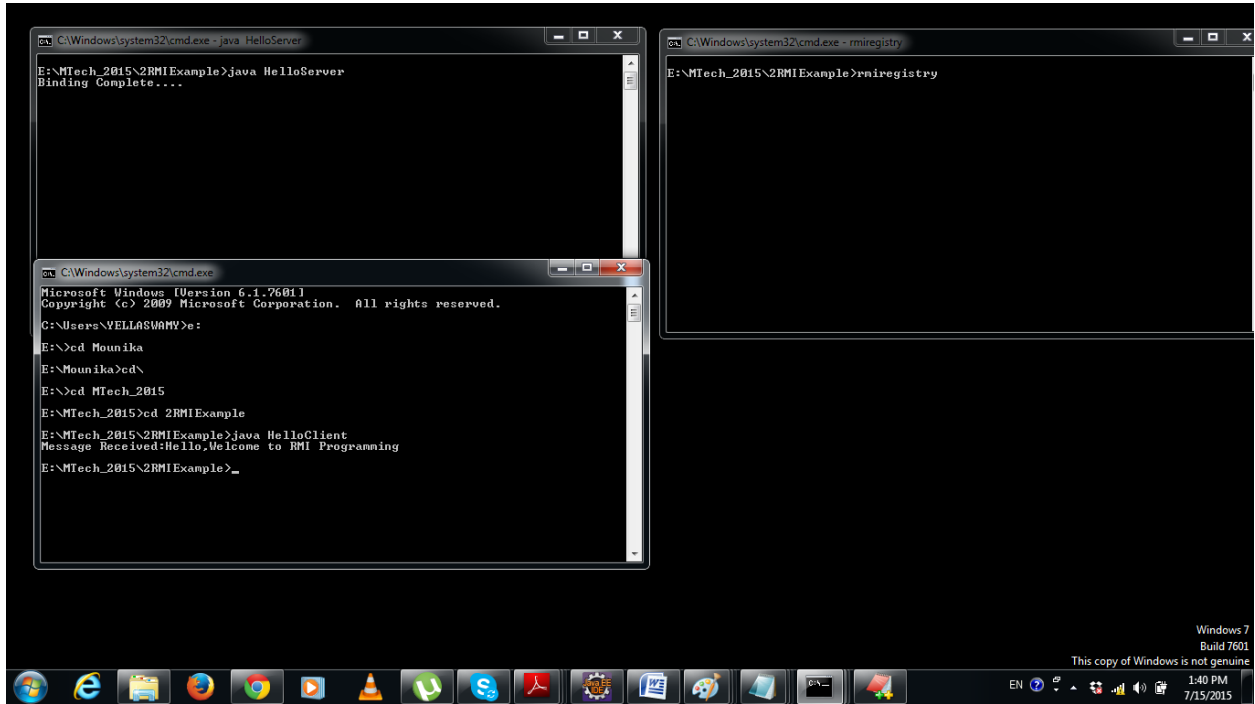 C:\Windows\system32\cmd.exe - java  HelloServer
E:\MTech_2015\2RMIExample>java HelloServer
Binding Complete....
C:\Windows\system32\cmd.exe - rmiregistry
E:\MTech_2015\2RMIExample>rmiregistry
C:\Windows\system32\cmd.exe
Microsoft Windows [Version 6.1.7601]
Copyright (c) 2009 Microsoft Corporation.  All rights reserved.
C:\Users\YELLASWAMY>e:
E:\>cd Mounika
E:\Mounika>cd\
E:\>cd MTech_2015
E:\MTech_2015>cd 2RMIExample
E:\MTech_2015\2RMIExample>java HelloClient
Message Received:Hello,Welcome to RMI Programming
E:\MTech_2015\2RMIExample>_
Windows 7
Build 7601
This copy of Windows is not genuine
Java EE
IDE
EN
1:40 PM
7/15/2015